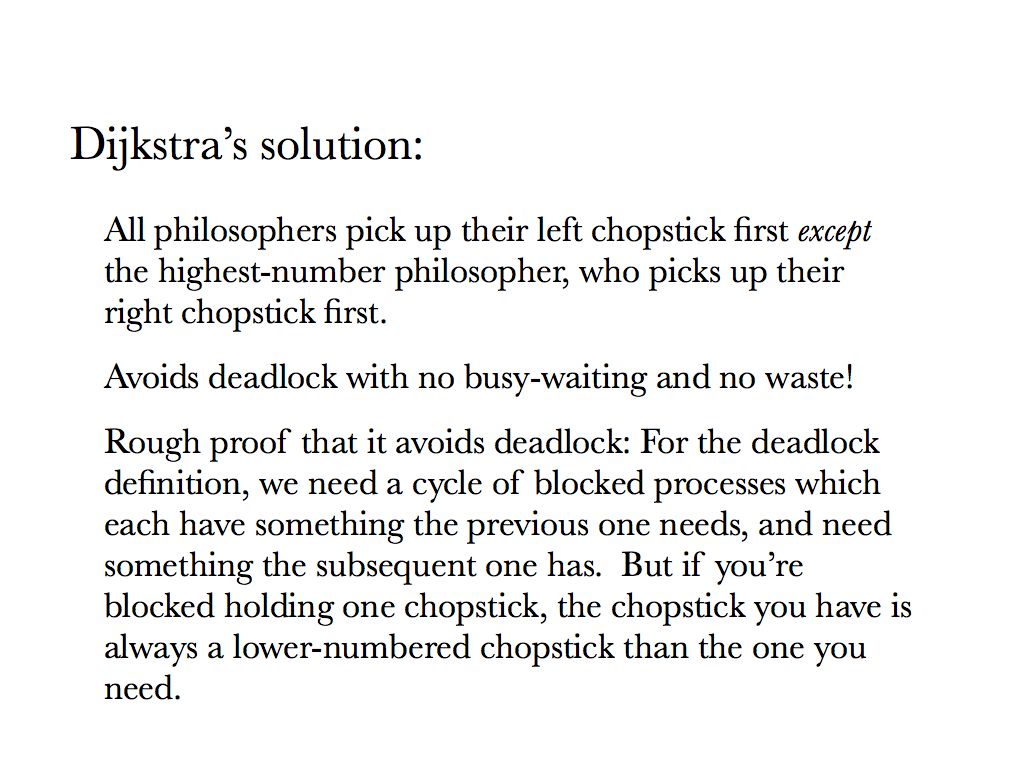 Dijkstra’s solution:
All philosophers pick up their left chopstick first except
the highest-number philosopher, who picks up their
right chopstick first.
Avoids deadlock with no busy-waiting and no waste!
Rough proof that it avoids deadlock: For the deadlock
definition, we need a cycle of blocked processes which
each have something the previous one needs, and need
something the subsequent one has.  But if you’re
blocked holding one chopstick, the chopstick you have is
always a lower-numbered chopstick than the one you
need.